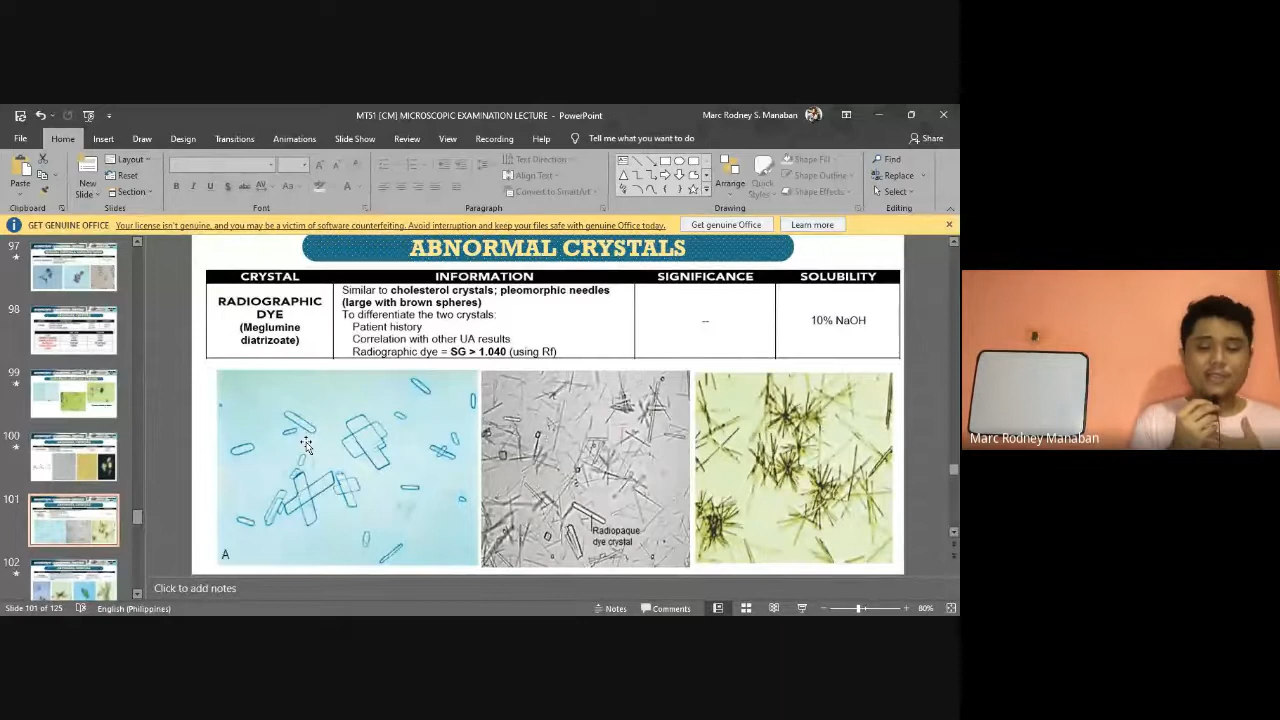 MT51 [CM] MICROSCOPIC EXAMINATION LECTURE - PowerPoint
Marc Rodney S. Manaban
File Home Insert Draw Design Transitions Animations Slide Show Review View Recording Help Tell me what you want to do Share
Paste
New Slide
Layout
Reset
Section
Text Direction
Align Text
Convert to SmartArt
Arrange
Quick Styles
Shape Fill
Shape Outline
Shape Effects
Find
Replace
Select
Clipboard Slides Font Paragraph Drawing Editing
GET GENUINE OFFICE Your license isn't genuine, and you may be a victim of software counterfeiting. Avoid interruption and keep your files safe with genuine Office today. Get genuine Office Learn more
97
98
99
100
101
102
ABNORMAL CRYSTALS
CRYSTAL INFORMATION SIGNIFICANCE SOLUBILITY
RADIOGRAPHIC DYE
(Meglumine diatrizoate)
Similar to cholesterol crystals; pleomorphic needles
(large with brown spheres)
To differentiate the two crystals:
Patient history
Correlation with other UA results
Radiographic dye = SG > 1.040 (using Rf)
--
10% NaOH
A
Radiopaque
dye crystal
Click to add notes
Slide 101 of 125 English (Philippines) Notes Comments 80%
Marc Rodney Manaban